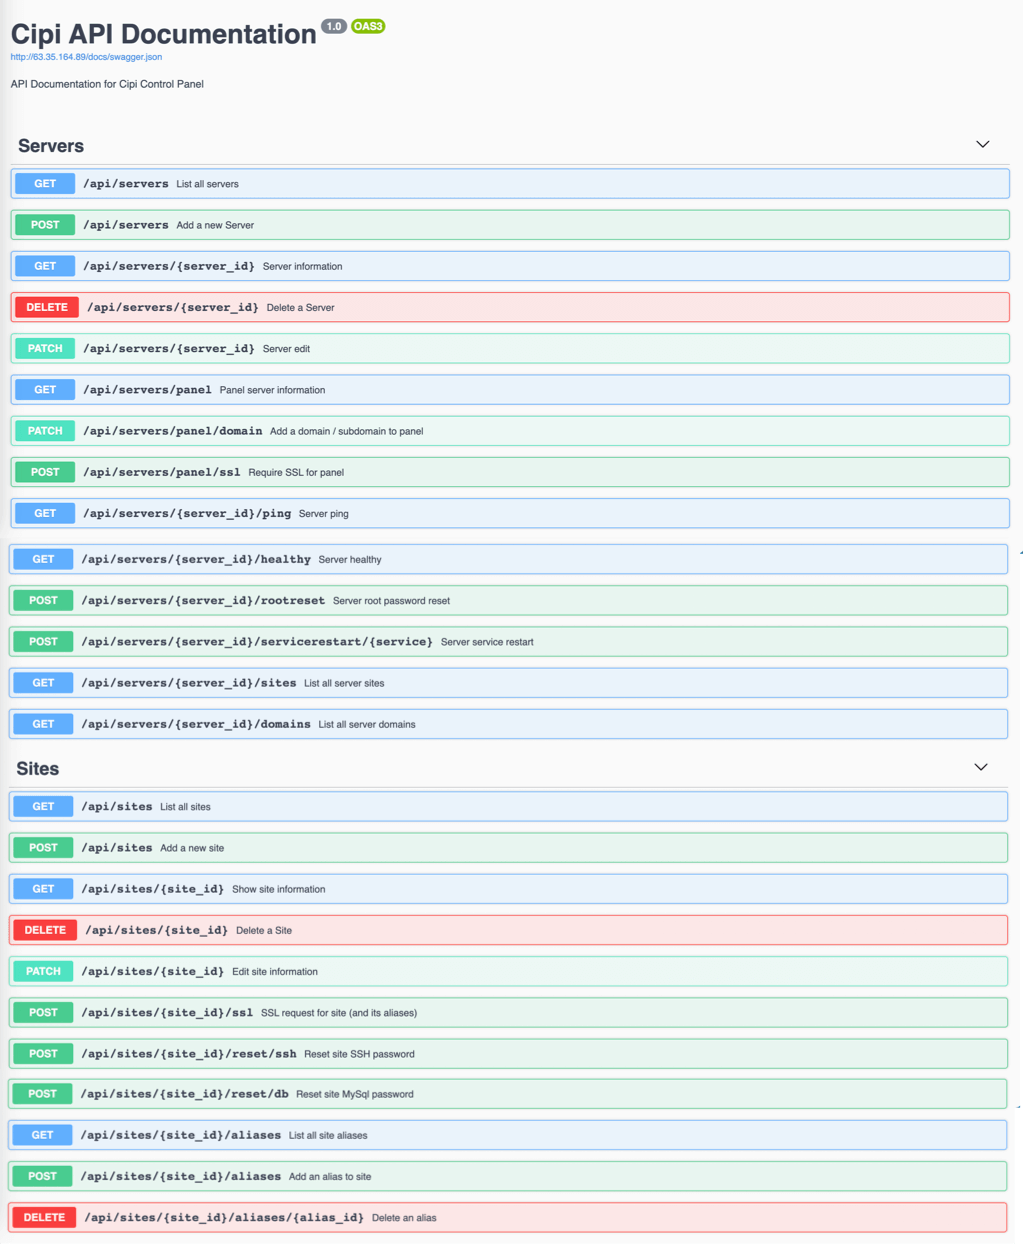 Cipi API Documentation 1.0 OAS3
http://63.35.164.89/docs/swagger.json
API Documentation for Cipi Control Panel
Servers
GET /api/servers List all servers
POST /api/servers Add a new Server
GET /api/servers/{server_id} Server information
DELETE /api/servers/{server_id} Delete a Server
PATCH /api/servers/{server_id} Server edit
GET /api/servers/panel Panel server information
PATCH /api/servers/panel/domain Add a domain / subdomain to panel
POST /api/servers/panel/ssl Require SSL for panel
GET /api/servers/{server_id}/ping Server ping
GET /api/servers/{server_id}/healthy Server healthy
POST /api/servers/{server_id}/rootreset Server root password reset
POST /api/servers/{server_id}/servicerestart/{service} Server service restart
GET /api/servers/{server_id}/sites List all server sites
GET /api/servers/{server_id}/domains List all server domains
Sites
GET /api/sites List all sites
POST /api/sites Add a new site
GET /api/sites/{site_id} Show site information
DELETE /api/sites/{site_id} Delete a Site
PATCH /api/sites/{site_id} Edit site information
POST /api/sites/{site_id}/ssl SSL request for site (and its aliases)
POST /api/sites/{site_id}/reset/ssh Reset site SSH password
POST /api/sites/{site_id}/reset/db Reset site MySql password
GET /api/sites/{site_id}/aliases List all site aliases
POST /api/sites/{site_id}/aliases Add an alias to site
DELETE /api/sites/{site_id}/aliases/{alias_id} Delete an alias